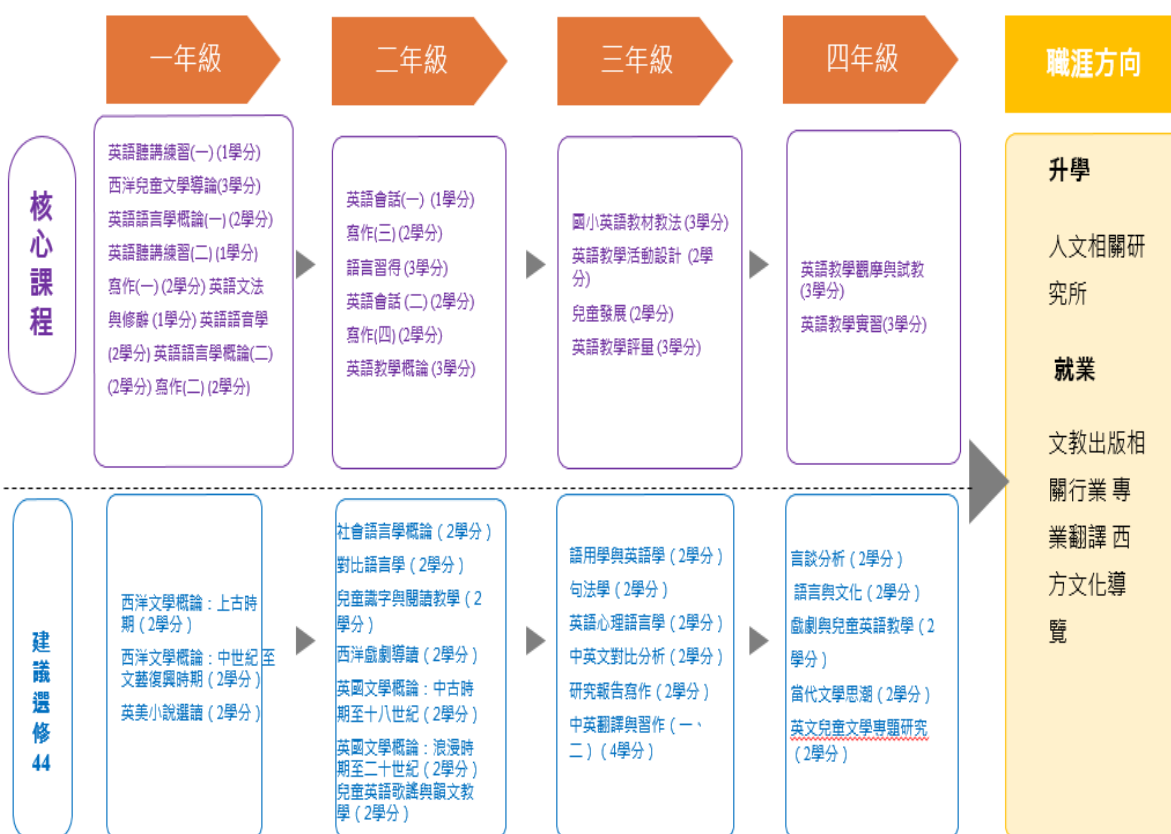 一年級
二年級
三年級
四年級
職涯方向
核心課程
英語聽講練習(一) (1學分)
西洋兒童文學導論(3學分)
英語語言學概論(一) (2學分)
英語聽講練習(二) (1學分)
寫作(一) (2學分) 英語文法
與修辭 (1學分) 英語語音學
(2學分) 英語語言學概論(二)
(2學分) 寫作(二) (2學分)
英語會話(一) (1學分)
寫作(三) (2學分)
語言習得 (3學分)
英語會話 (二) (2學分)
寫作(四) (2學分)
英語教學概論 (3學分)
國小英語教材教法 (3學分)
英語教學活動設計 (2學
分)
兒童發展 (2學分)
英語教學評量 (3學分)
英語教學觀摩與試教
(3學分)
英語教學實習(3學分)
建議選修44
西洋文學概論：上古時
期（2學分）
西洋文學概論：中世紀 至
文藝復興時期（2學分）
英美小說選讀（2學分）
社會語言學概論（2學分）
對比語言學（2學分）
兒童識字與閱讀教學（2
學分）
西洋戲劇導讀（2學分）
英國文學概論：中古時
期至十八世紀（2學分）
英國文學概論：浪漫時
期至二十世紀（2學分）
兒童英語歌謠與韻文教
學（2學分）
語用學與英語學（2學分）
句法學（2學分）
英語心理語言學（2學分）
中英文對比分析（2學分）
研究報告寫作（2學分）
中英翻譯與習作（一、
二）（4學分）
言談分析（2學分）
語言與文化（2學分）
戲劇與兒童英語教學（2
學分）
當代文學思潮（2學分）
英文兒童文學專題研究
（2學分）
升學
人文相關研
究所
就業
文教出版相
關行業 專
業翻譯 西
方文化導
覽